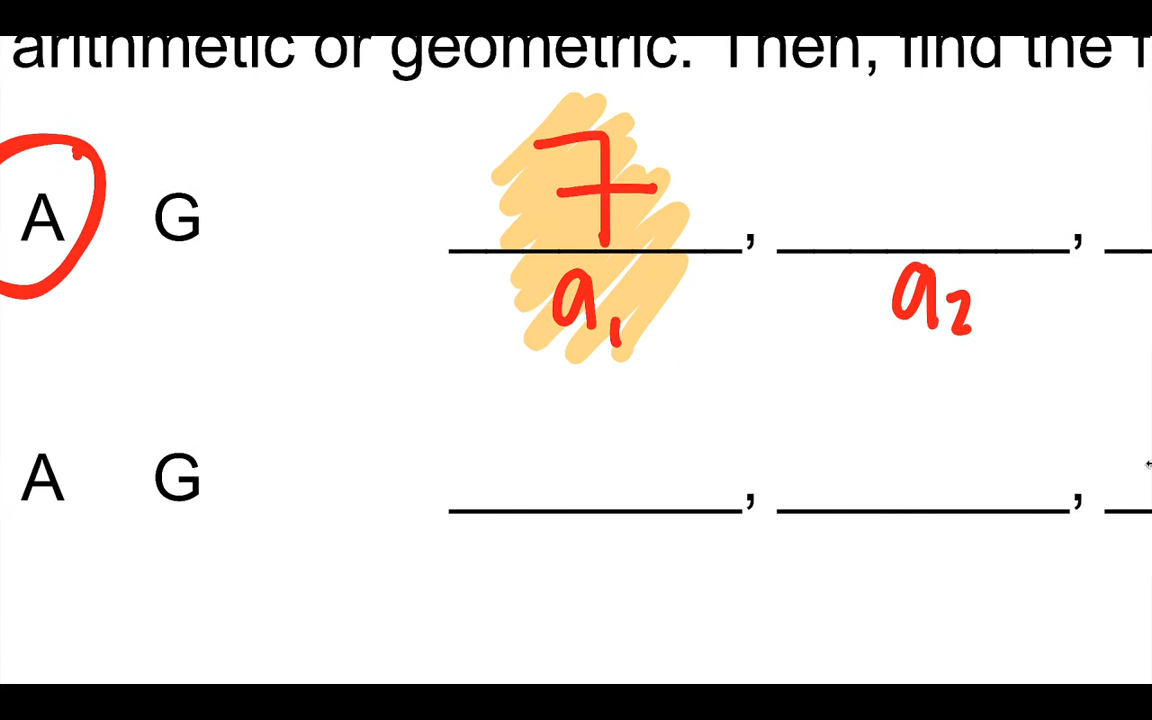 arithmetic or geometric. Then, find the f
A G 7 , ,
a1 a2
A G , ,